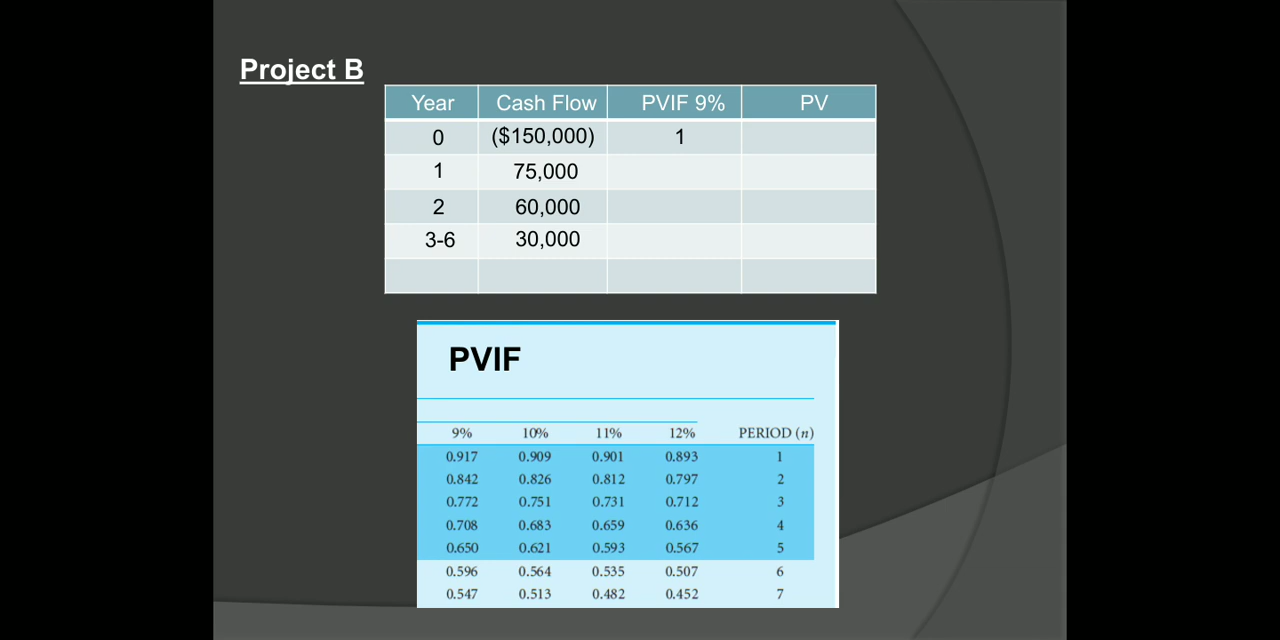 Project B
Year Cash Flow PVIF 9% PV
0 ($150,000) 1
1 75,000
2 60,000
3-6 30,000
PVIF
9% 10% 11% 12% PERIOD (n)
0.917 0.909 0.901 0.893 1
0.842 0.826 0.812 0.797 2
0.772 0.751 0.731 0.712 3
0.708 0.683 0.659 0.636 4
0.650 0.621 0.593 0.567 5
0.596 0.564 0.535 0.507 6
0.547 0.513 0.482 0.452 7